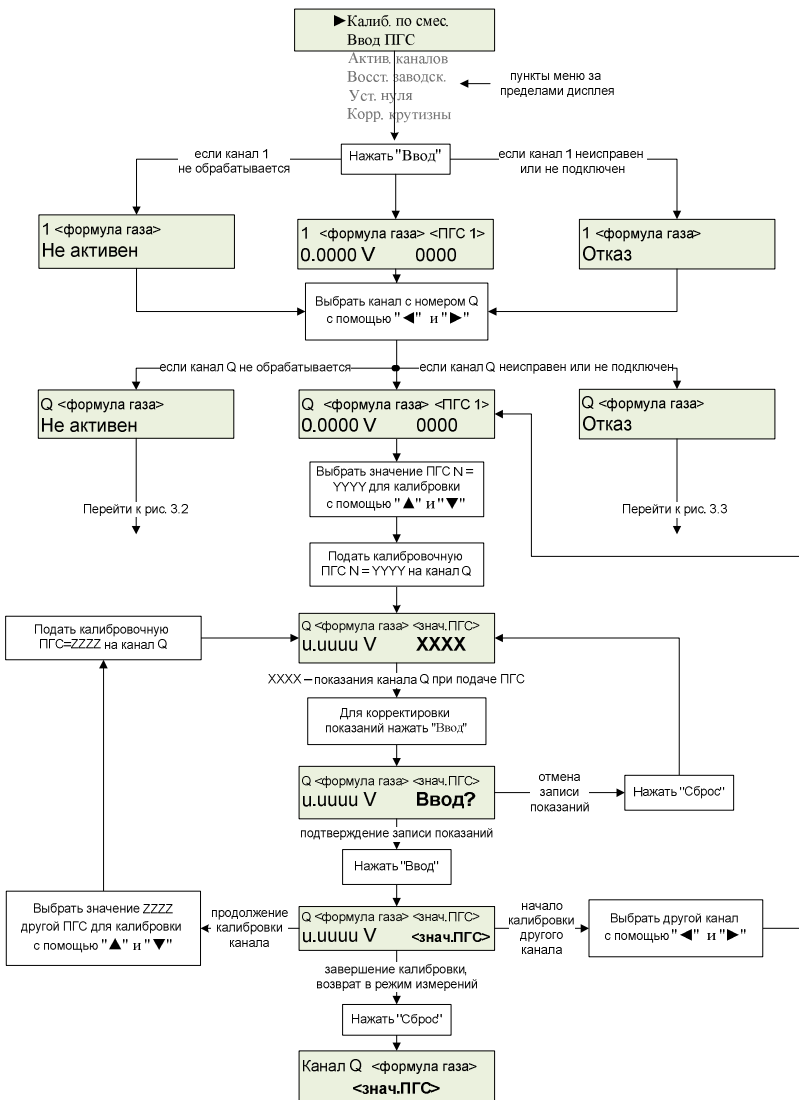 ►Калиб. по смес.
Ввод ПГС
Актив. каналов
Восст. заводск.
Уст. нуля
Корр. крутизны
пункты меню за
пределами дисплея
если канал 1
не обрабатывается
Нажать "Ввод"
если канал 1 неисправен
или не подключен
1 <формула газа>
Не активен
1 <формула газа> <ПГС 1>
0.0000 V 0000
1 <формула газа>
Отказ
Выбрать канал с номером Q
с помощью "◄" и "►"
если канал Q не обрабатывается
если канал Q неисправен или не подключен
Q <формула газа>
Не активен
Q <формула газа> <ПГС 1>
0.0000 V 0000
Q <формула газа>
Отказ
Выбрать значение ПГС N =
YYYY для калибровки
с помощью "▲" и "▼"
Перейти к рис. 3.2
Перейти к рис. 3.3
Подать калибровочную
ПГС N = YYYY на канал Q
Подать калибровочную
ПГС=ZZZZ на канал Q
Q <формула газа> <знач.ПГС>
u.uuuu V XXXX
XXXX – показания канала Q при подаче ПГС
Для корректировки
показаний нажать "Ввод"
Q <формула газа> <знач.ПГС>
u.uuuu V Ввод?
отмена
записи
показаний
Нажать "Сброс"
подтверждение записи показаний
Нажать "Ввод"
Выбрать значение ZZZZ
другой ПГС для калибровки
с помощью "▲" и "▼"
продолжение
калибровки
канала
Q <формула газа> <знач.ПГС>
u.uuuu V <знач.ПГС>
начало
калибровки
другого
канала
Выбрать другой канал
с помощью "◄" и "►"
завершение калибровки,
возврат в режим измерений
Нажать "Сброс"
Канал Q <формула газа>
<знач.ПГС>